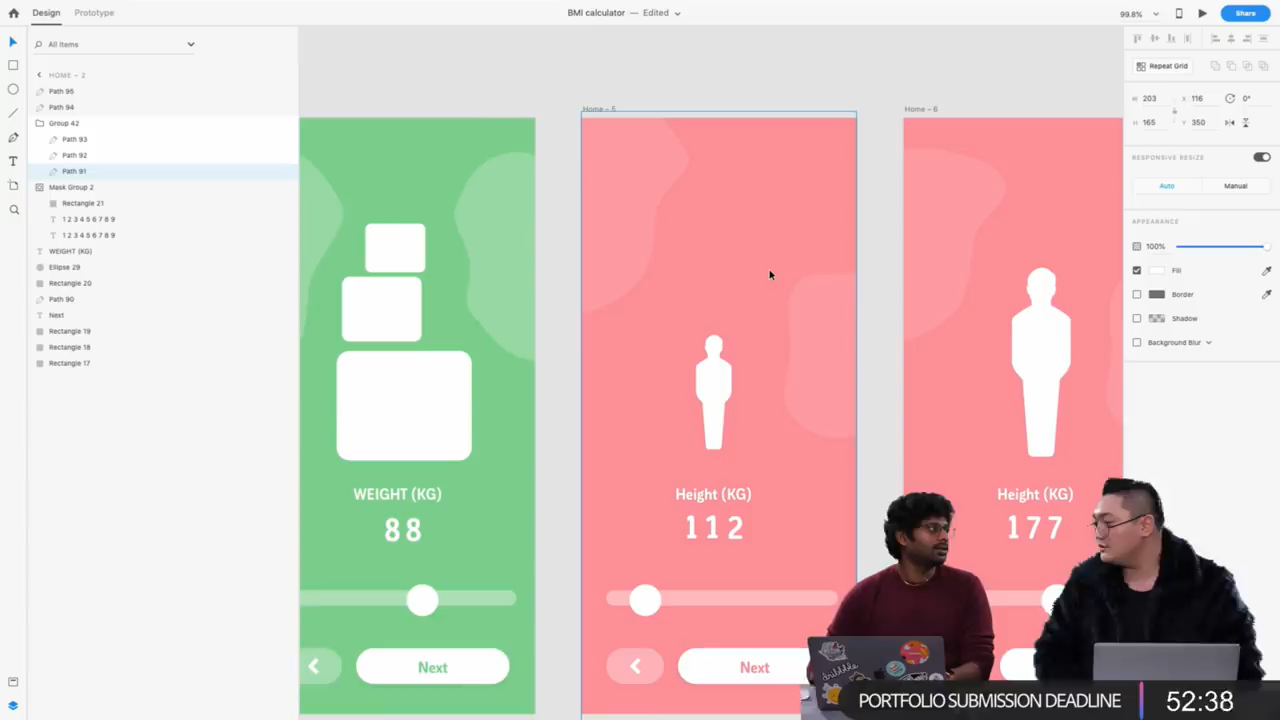 Design
Prototype
BMI calculator — Edited
99.8%
Share
All Items
HOME – 2
Path 95
Path 94
Group 42
Path 93
Path 92
Path 91
Mask Group 2
Rectangle 21
1 2 3 4 5 6 7 8 9
1 2 3 4 5 6 7 8 9
WEIGHT (KG)
Ellipse 29
Rectangle 20
Path 90
Next
Rectangle 19
Rectangle 18
Rectangle 17
WEIGHT (KG)
88
Next
Home – 5
Height (KG)
112
Next
Home – 6
Height (KG)
177
Repeat Grid
W 203 X 116 0°
H 165 Y 350
RESPONSIVE RESIZE
Auto Manual
APPEARANCE
100%
Fill
Border
Shadow
Background Blur
dribbble
PORTFOLIO SUBMISSION DEADLINE
52:38